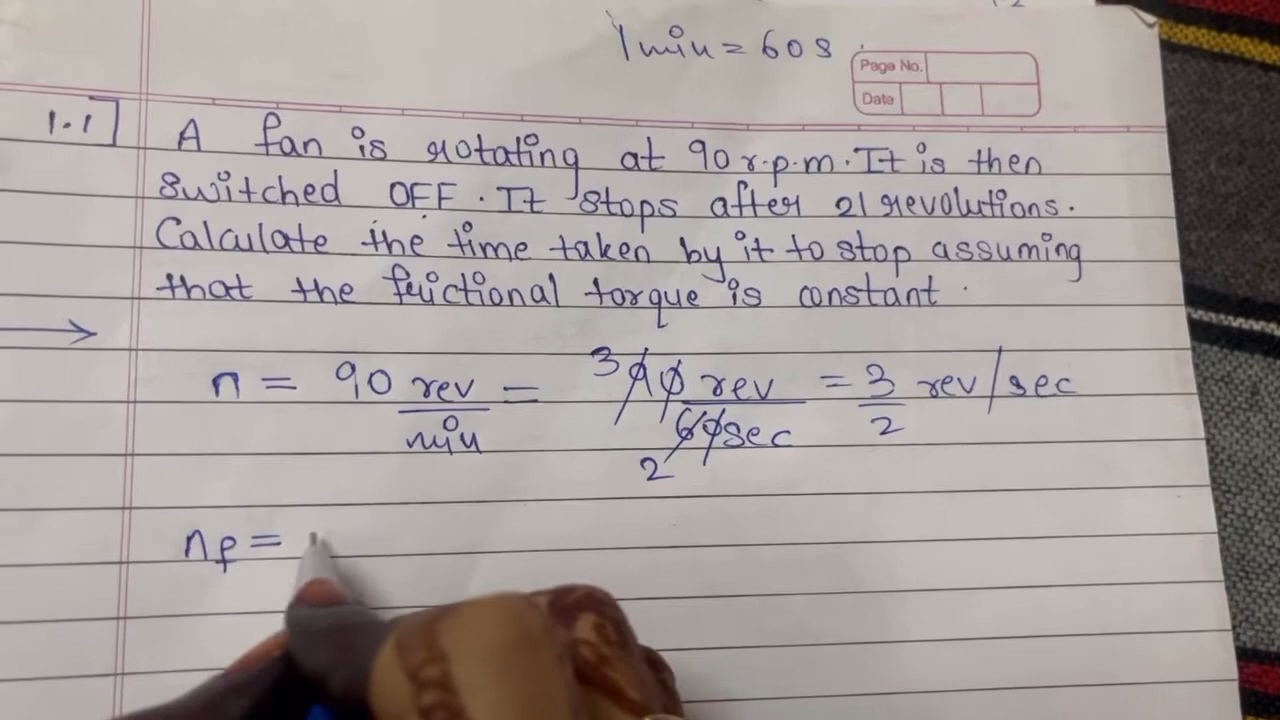 1 min = 60 s
Page No.
Date
1.1]
A fan is rotating at 90 r.p.m. It is then
switched OFF. It stops after 21 revolutions.
Calculate the time taken by it to stop assuming
that the frictional torque is constant.
n = 90 rev/min = 3 90 rev/60 sec 2 = 3/2 rev/sec
nf =